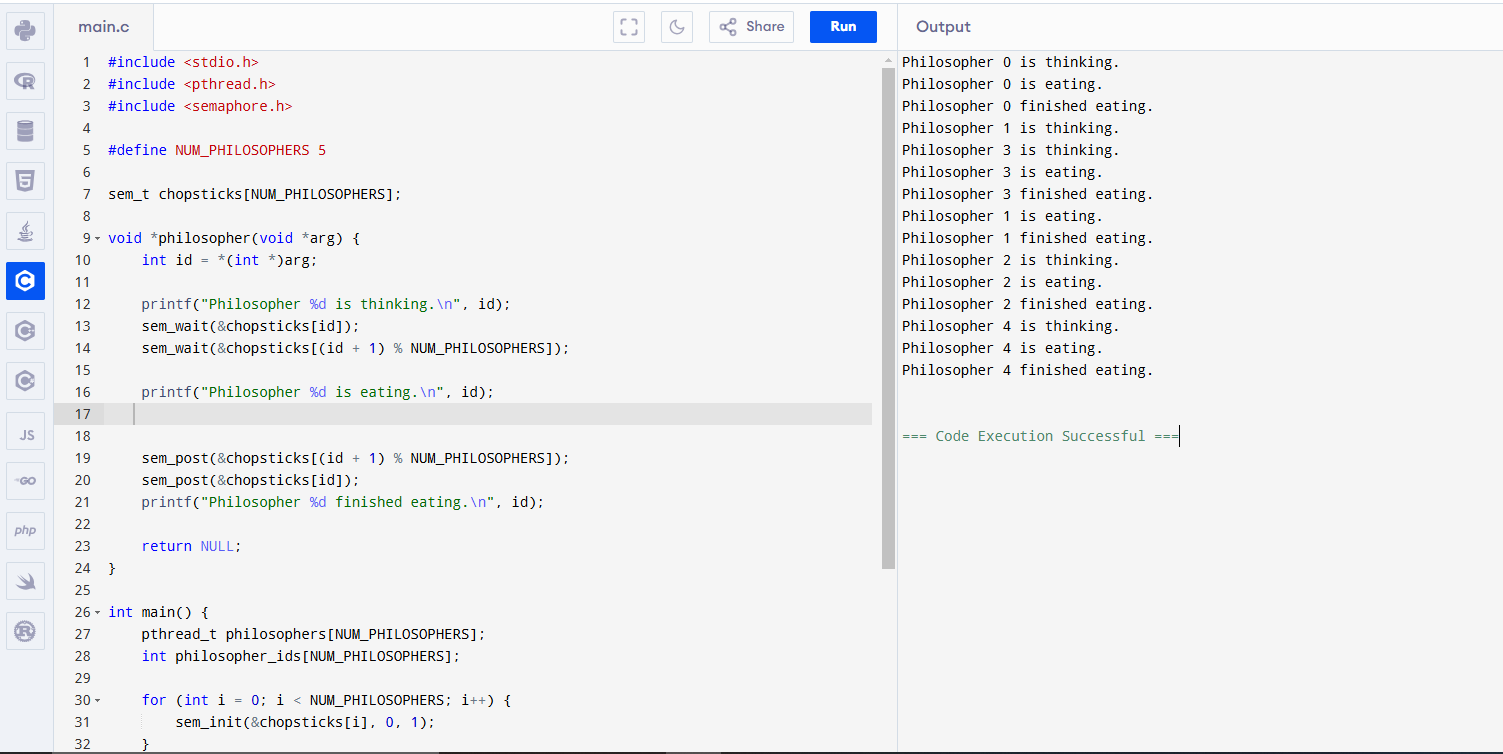 main.c
Share
Run
Output
1 #include <stdio.h>
2 #include <pthread.h>
3 #include <semaphore.h>
4
5 #define NUM_PHILOSOPHERS 5
6
7 sem_t chopsticks[NUM_PHILOSOPHERS];
8
9 void *philosopher(void *arg) {
10     int id = *(int *)arg;
11
12     printf("Philosopher %d is thinking.\n", id);
13     sem_wait(&chopsticks[id]);
14     sem_wait(&chopsticks[(id + 1) % NUM_PHILOSOPHERS]);
15
16     printf("Philosopher %d is eating.\n", id);
17
18
19     sem_post(&chopsticks[(id + 1) % NUM_PHILOSOPHERS]);
20     sem_post(&chopsticks[id]);
21     printf("Philosopher %d finished eating.\n", id);
22
23     return NULL;
24 }
25
26 int main() {
27     pthread_t philosophers[NUM_PHILOSOPHERS];
28     int philosopher_ids[NUM_PHILOSOPHERS];
29
30     for (int i = 0; i < NUM_PHILOSOPHERS; i++) {
31         sem_init(&chopsticks[i], 0, 1);
32     }
Philosopher 0 is thinking.
Philosopher 0 is eating.
Philosopher 0 finished eating.
Philosopher 1 is thinking.
Philosopher 3 is thinking.
Philosopher 3 is eating.
Philosopher 3 finished eating.
Philosopher 1 is eating.
Philosopher 1 finished eating.
Philosopher 2 is thinking.
Philosopher 2 is eating.
Philosopher 2 finished eating.
Philosopher 4 is thinking.
Philosopher 4 is eating.
Philosopher 4 finished eating.
=== Code Execution Successful ===
R
5
C
C
C
JS
GO
php
R